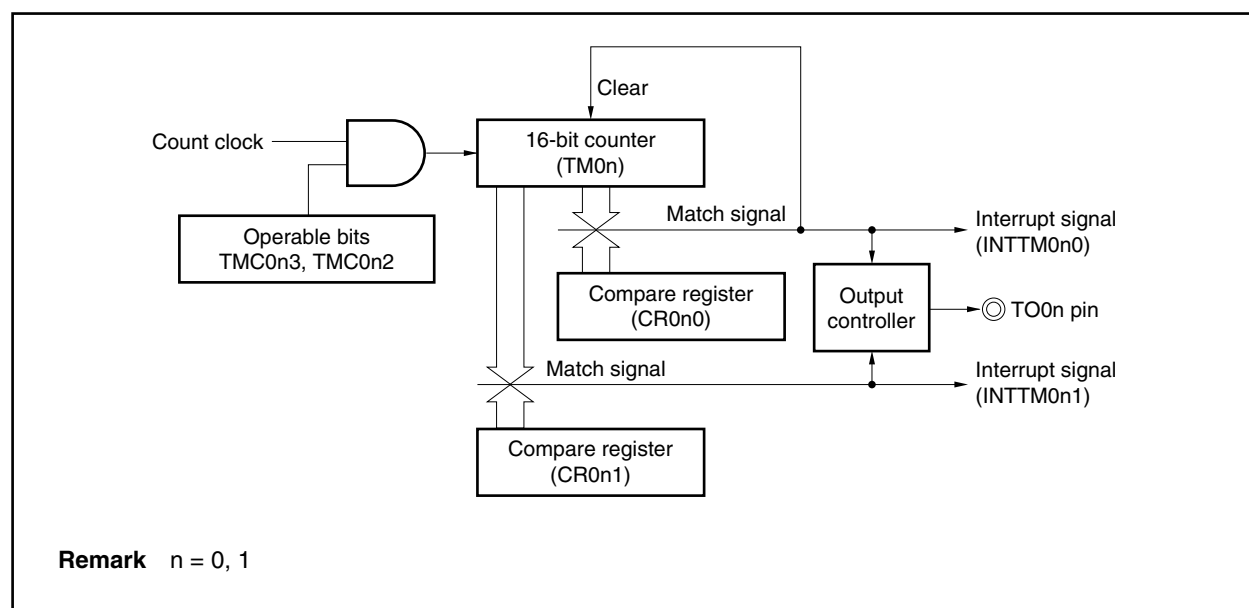 Clear
Count clock
16-bit counter
(TM0n)
Operable bits
TMC0n3, TMC0n2
Match signal
Interrupt signal
(INTTM0n0)
Compare register
(CR0n0)
Output
controller
TO0n pin
Match signal
Interrupt signal
(INTTM0n1)
Compare register
(CR0n1)
Remark n = 0, 1